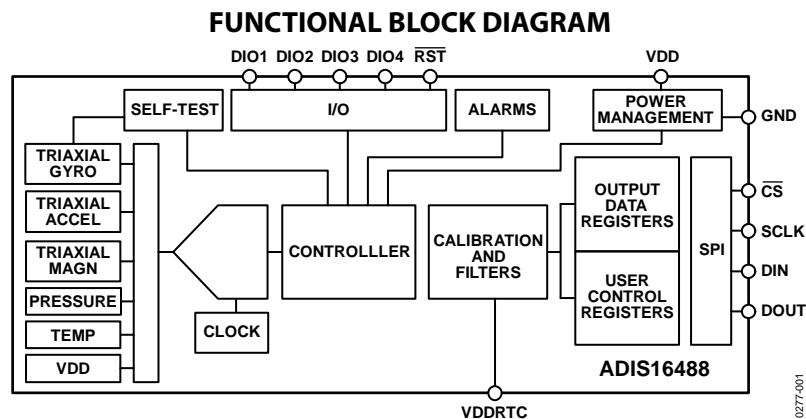 FUNCTIONAL BLOCK DIAGRAM
DIO1 DIO2 DIO3 DIO4 RST VDD
SELF-TEST
I/O
ALARMS
POWER
MANAGEMENT
GND
TRIAXIAL
GYRO
TRIAXIAL
ACCEL
TRIAXIAL
MAGN
PRESSURE
TEMP
VDD
CLOCK
CONTROLLLER
CALIBRATION
AND
FILTERS
OUTPUT
DATA
REGISTERS
USER
CONTROL
REGISTERS
SPI
CS
SCLK
DIN
DOUT
ADIS16488
VDDRTC
0277-001